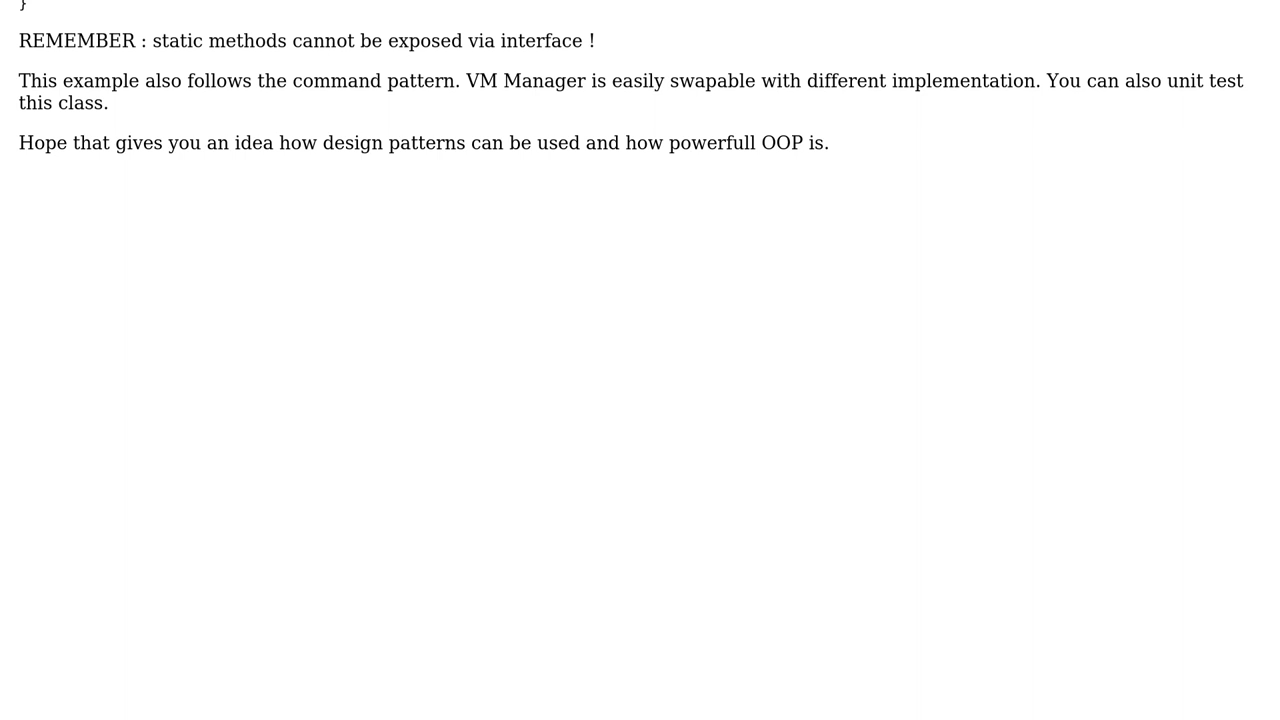 }
REMEMBER : static methods cannot be exposed via interface !
This example also follows the command pattern. VM Manager is easily swapable with different implementation. You can also unit test
this class.
Hope that gives you an idea how design patterns can be used and how powerfull OOP is.